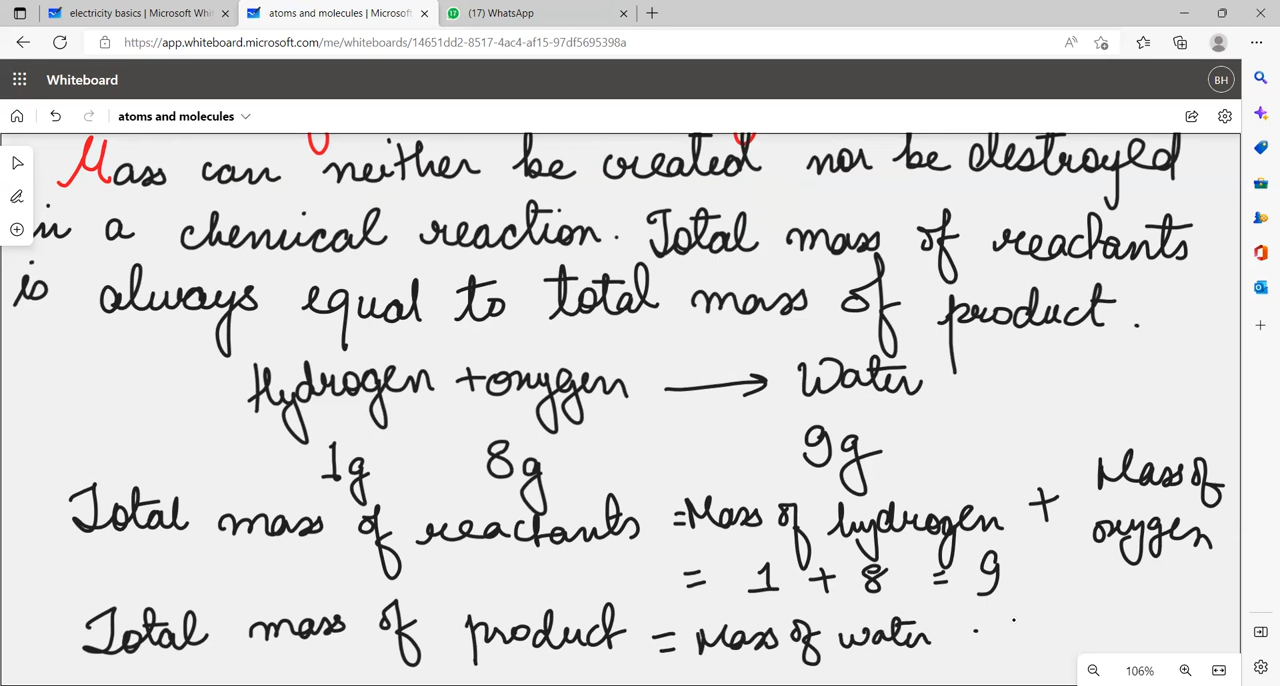 electricity basics | Microsoft Whi
atoms and molecules | Microsoft
(17) WhatsApp
https://app.whiteboard.microsoft.com/me/whiteboards/14651dd2-8517-4ac4-af15-97df5695398a
Whiteboard
BH
atoms and molecules
Mass can neither be created nor be destroyed
in a chemical reaction. Total mass of reactants
is always equal to total mass of product.
Hydrogen + oxygen → Water
1g 8g 9g
Total mass of reactants = Mass of hydrogen + Mass of oxygen
= 1 + 8 = 9
Total mass of product = Mass of water
106%